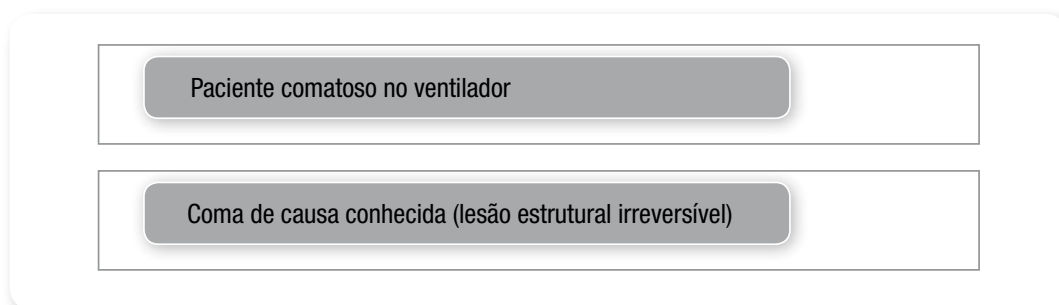 Paciente comatoso no ventilador
Coma de causa conhecida (lesão estrutural irreversível)